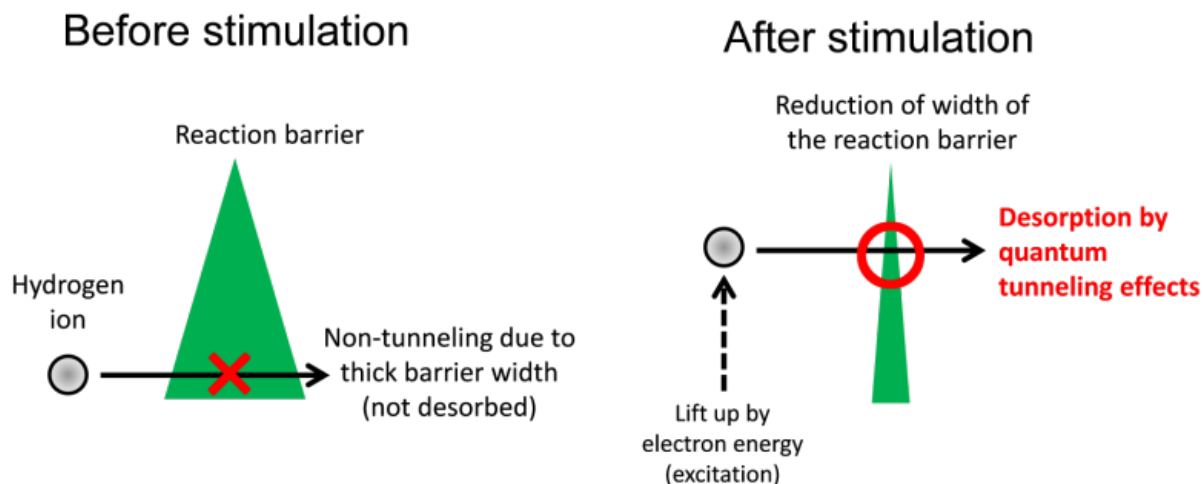 Before stimulation
Reaction barrier
Hydrogen
ion
Non-tunneling due to
thick barrier width
(not desorbed)
After stimulation
Reduction of width of
the reaction barrier
Desorption by
quantum
tunneling effects
Lift up by
electron energy
(excitation)